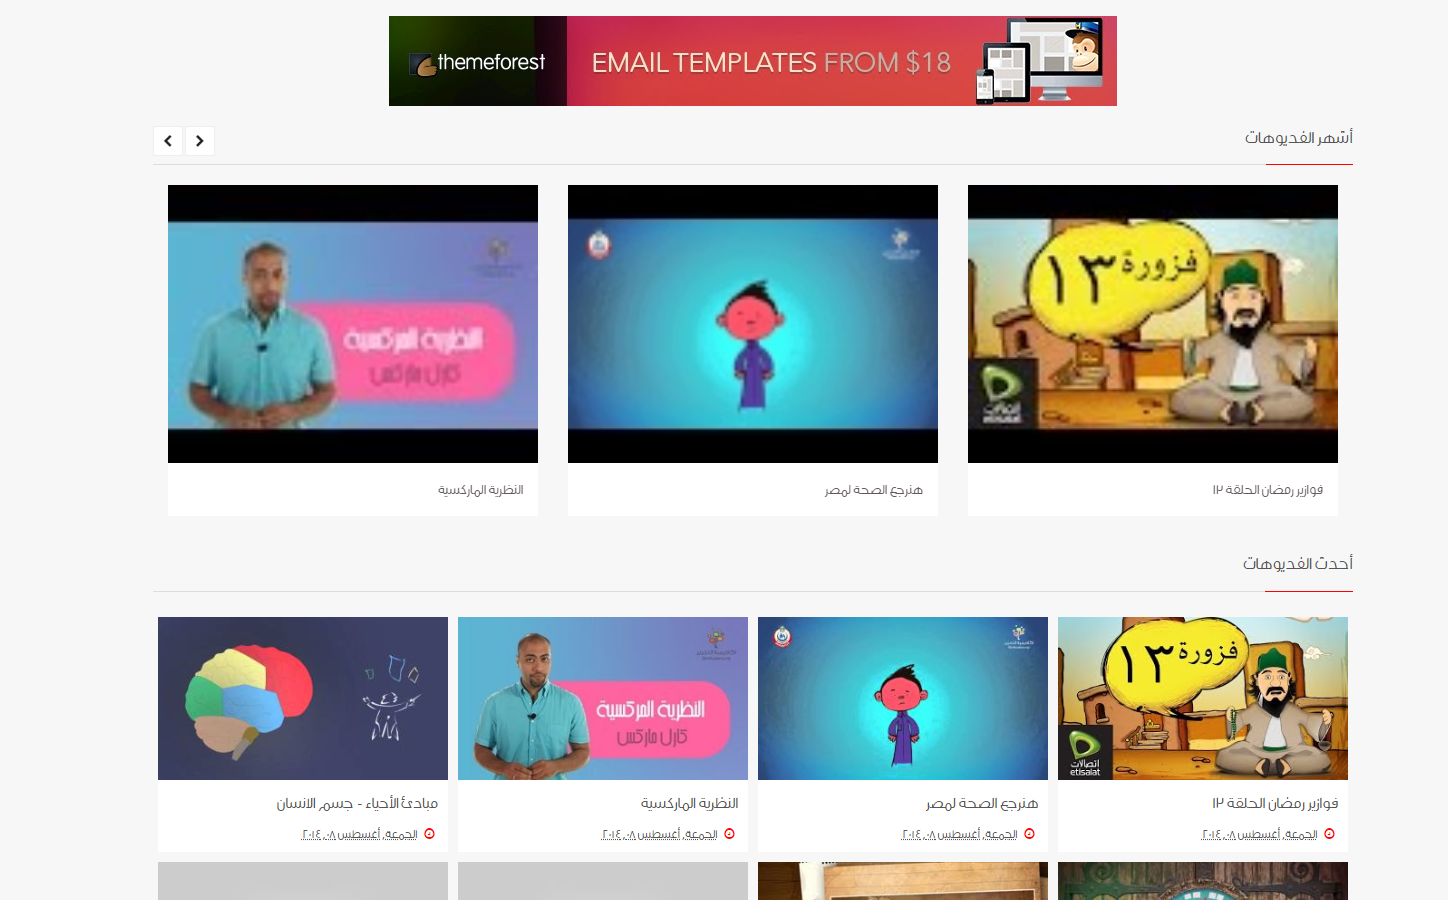 themeforest
EMAIL TEMPLATES FROM $18
أشهر الفديوهات
فزورة ١٣
اتصالات
النظرية المركسية
كارل ماركس
فوازير رمضان الحلقة ١٢
هنرجع الصحة لمصر
النظرية الماركسية
أحدث الفديوهات
فزورة ١٣
اتصالات
etisalat
النظرية المركسية
كارل ماركس
فوازير رمضان الحلقة ١٢
الجمعة, أغسطس ٠٨, ٢٠١٤
هنرجع الصحة لمصر
الجمعة, أغسطس ٠٨, ٢٠١٤
النظرية الماركسية
الجمعة, أغسطس ٠٨, ٢٠١٤
مبادئ الأحياء - جسم الانسان
الجمعة, أغسطس ٠٨, ٢٠١٤